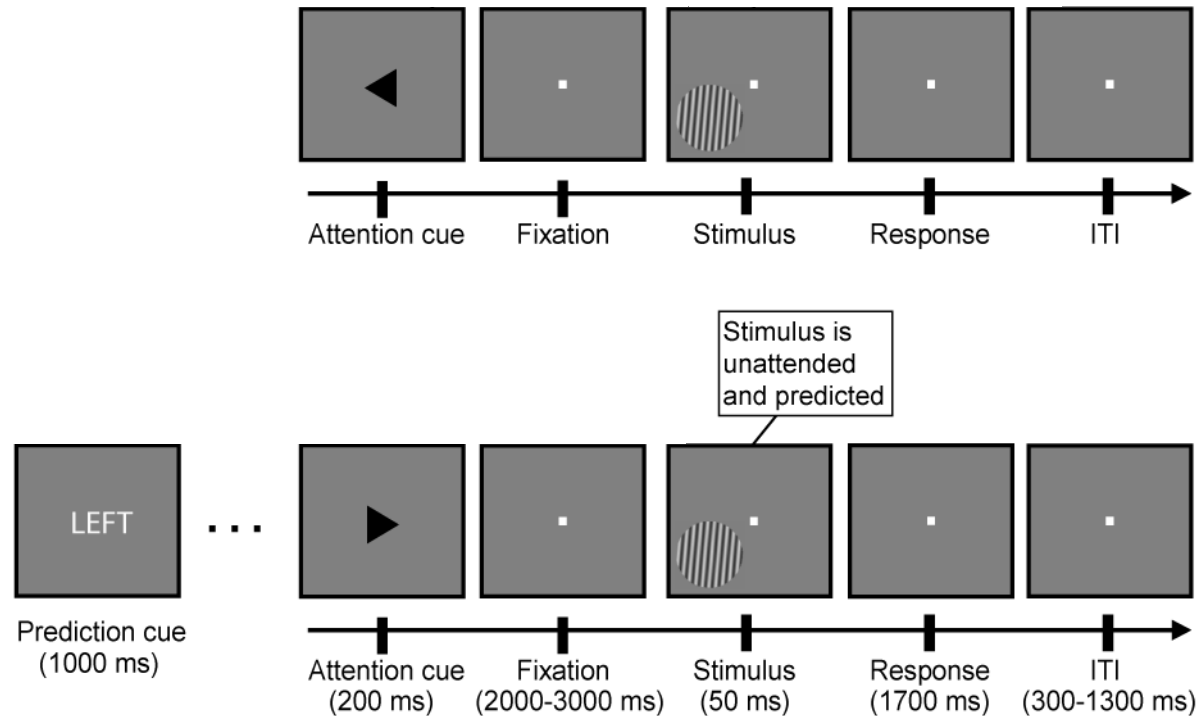 Attention cue
Fixation
Stimulus
Response
ITI
Stimulus is
unattended
and predicted
LEFT
. . .
Prediction cue
(1000 ms)
Attention cue
(200 ms)
Fixation
(2000-3000 ms)
Stimulus
(50 ms)
Response
(1700 ms)
ITI
(300-1300 ms)